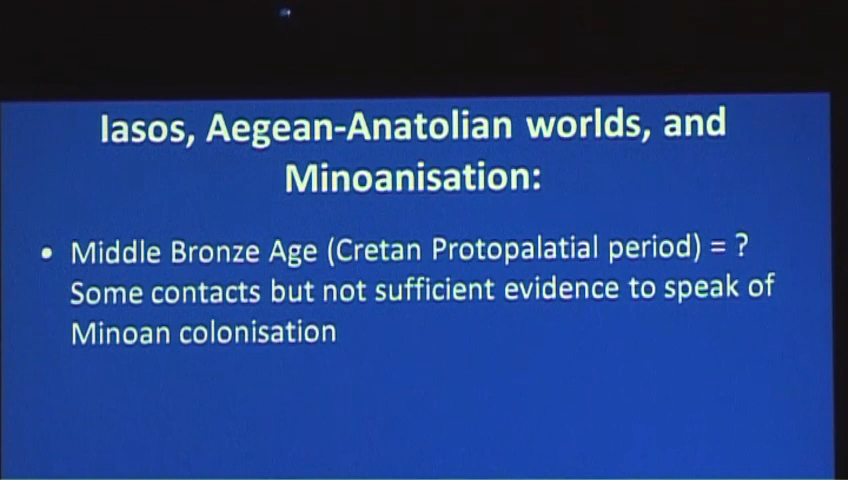 Iasos, Aegean-Anatolian worlds, and
Minoanisation:
• Middle Bronze Age (Cretan Protopalatial period) = ?
Some contacts but not sufficient evidence to speak of
Minoan colonisation